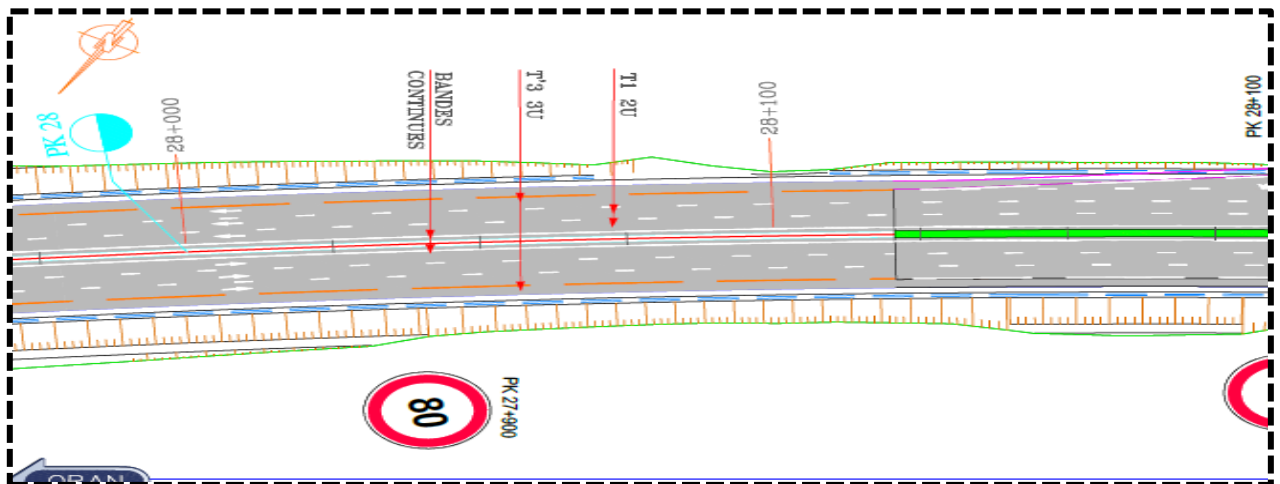 PK 28
28+000
BANDES
CONTINUES
T'3 3U
T1 2U
28+100
PK 28+100
80
PK 27+900
ORAN